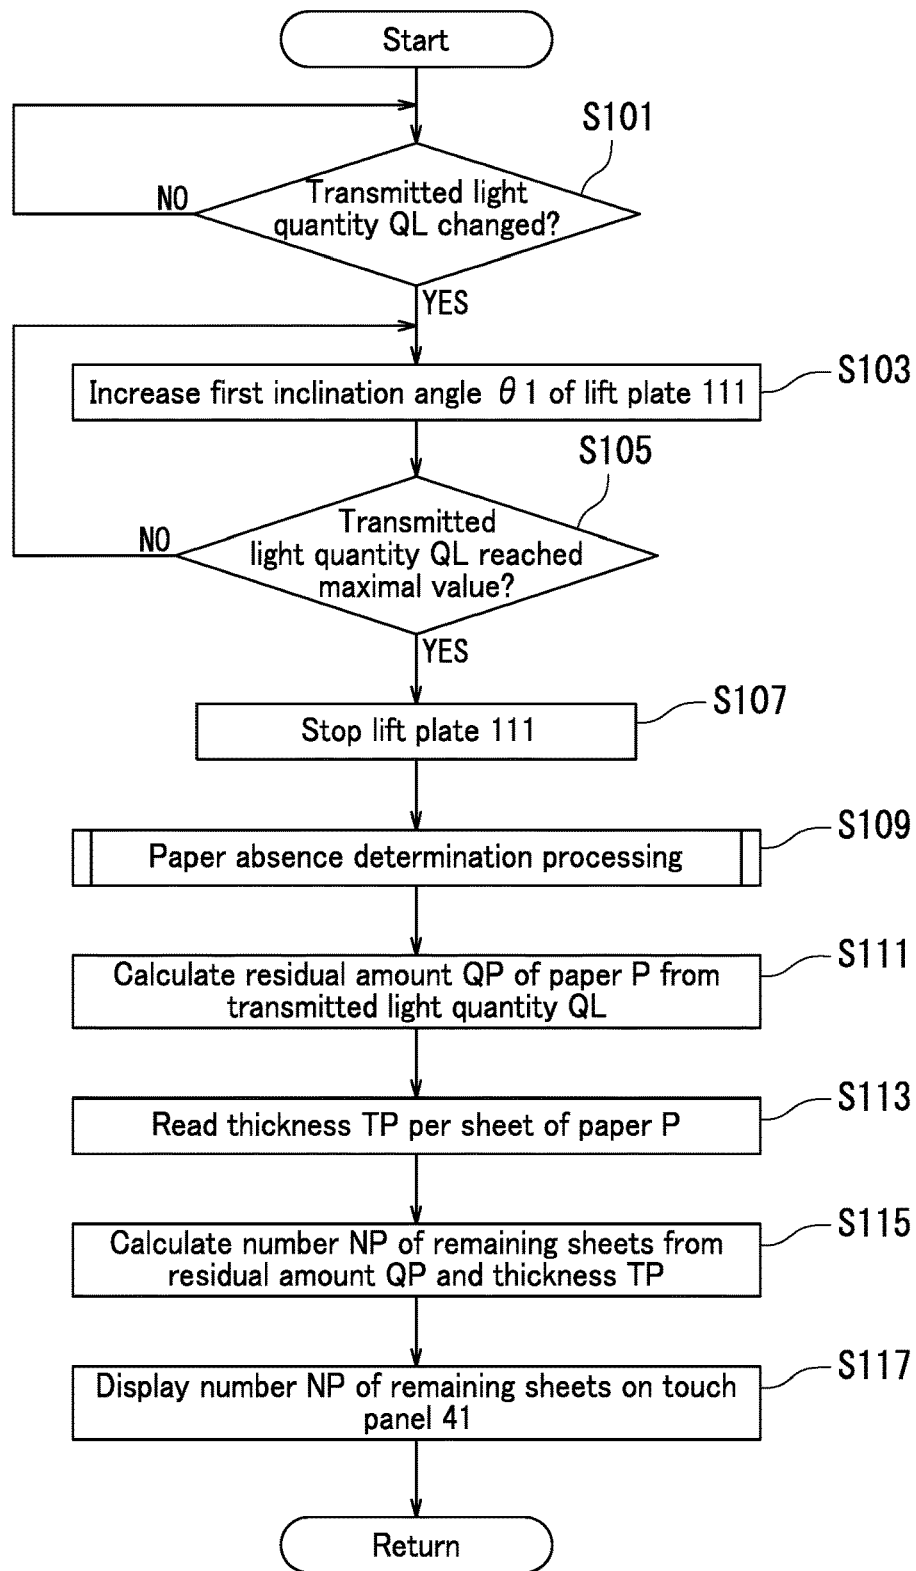 Start
S101
Transmitted light
quantity QL changed?
NO
YES
S103
Increase first inclination angle θ1 of lift plate 111
S105
Transmitted
light quantity QL reached
maximal value?
NO
YES
S107
Stop lift plate 111
S109
Paper absence determination processing
S111
Calculate residual amount QP of paper P from
transmitted light quantity QL
S113
Read thickness TP per sheet of paper P
S115
Calculate number NP of remaining sheets from
residual amount QP and thickness TP
S117
Display number NP of remaining sheets on touch
panel 41
Return